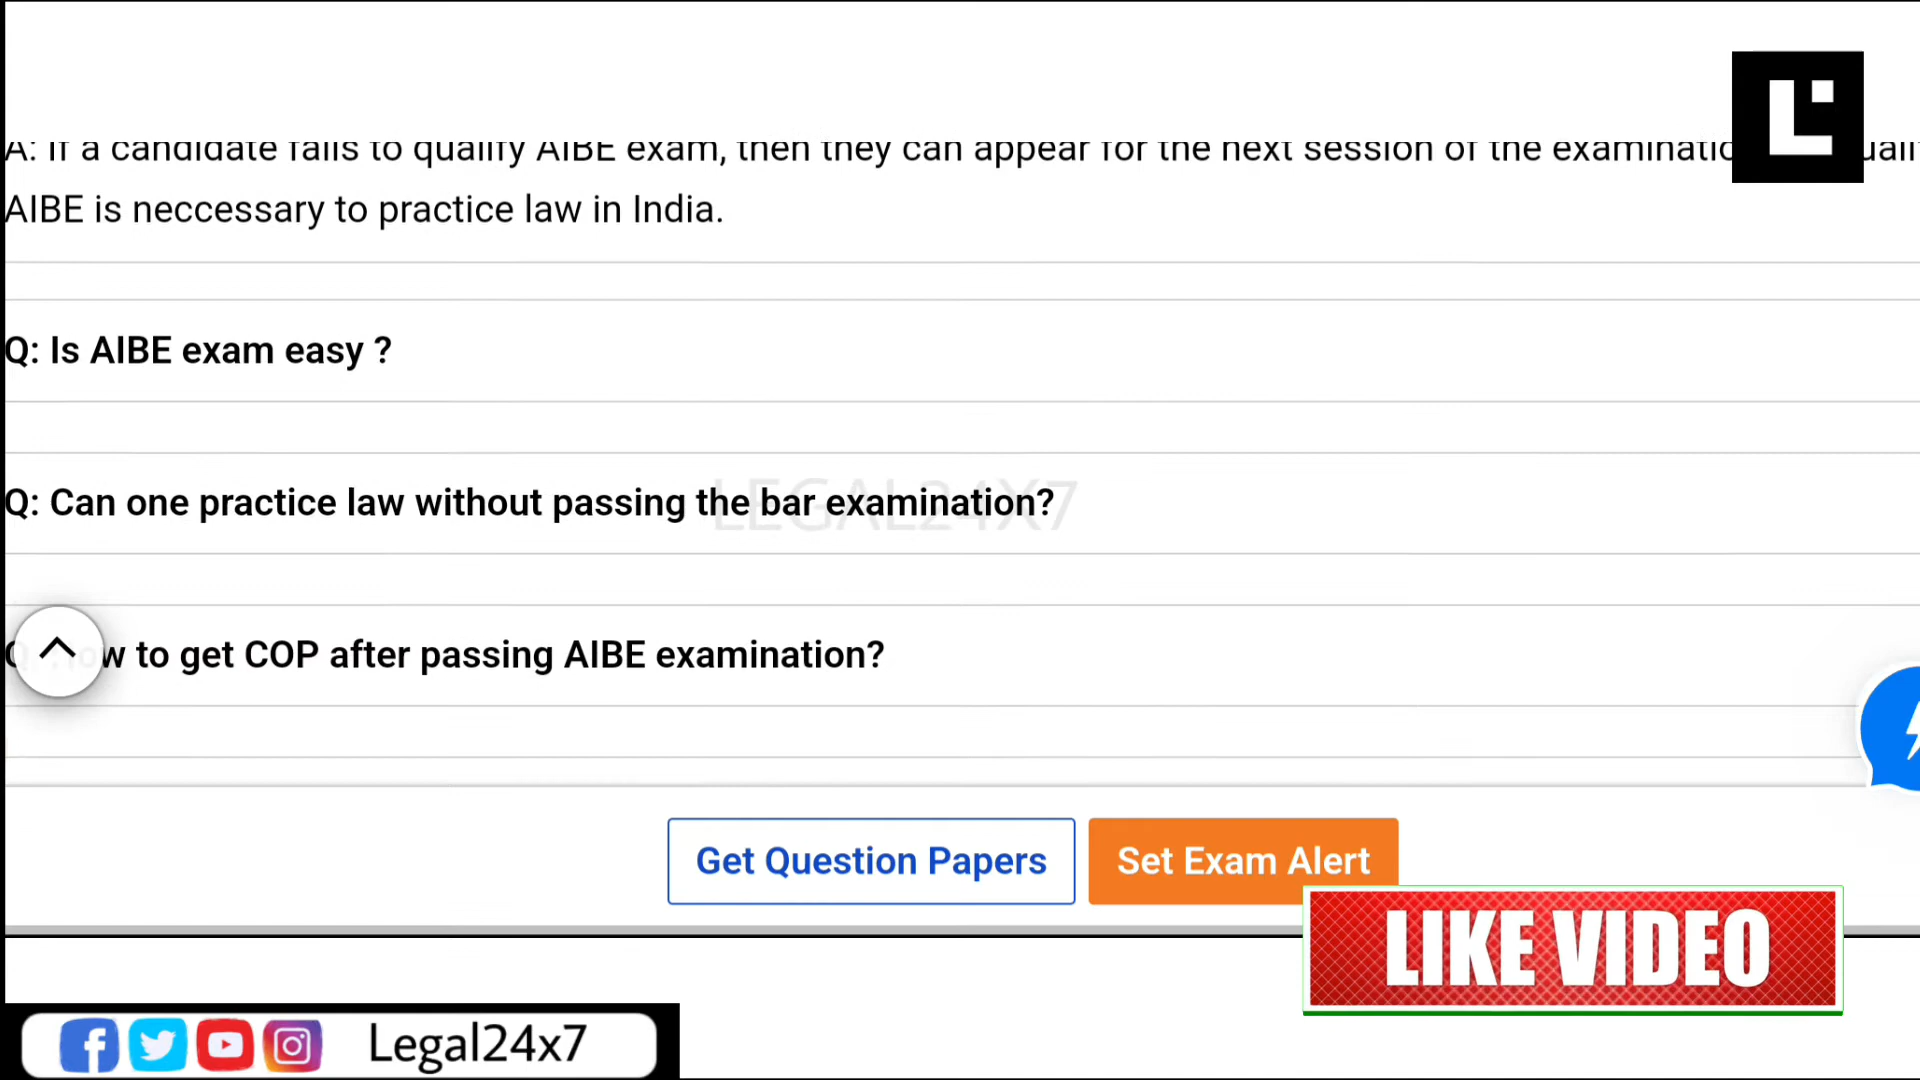 A: If a candidate fails to qualify AIBE exam, then they can appear for the next session of the
AIBE is neccessary to practice law in India.
Q: Is AIBE exam easy ?
Q: Can one practice law without passing the bar examination?
LEGAL24X7
to get COP after passing AIBE examination?
Get Question Papers
Set Exam Alert
LIKE VIDEO
Legal24x7